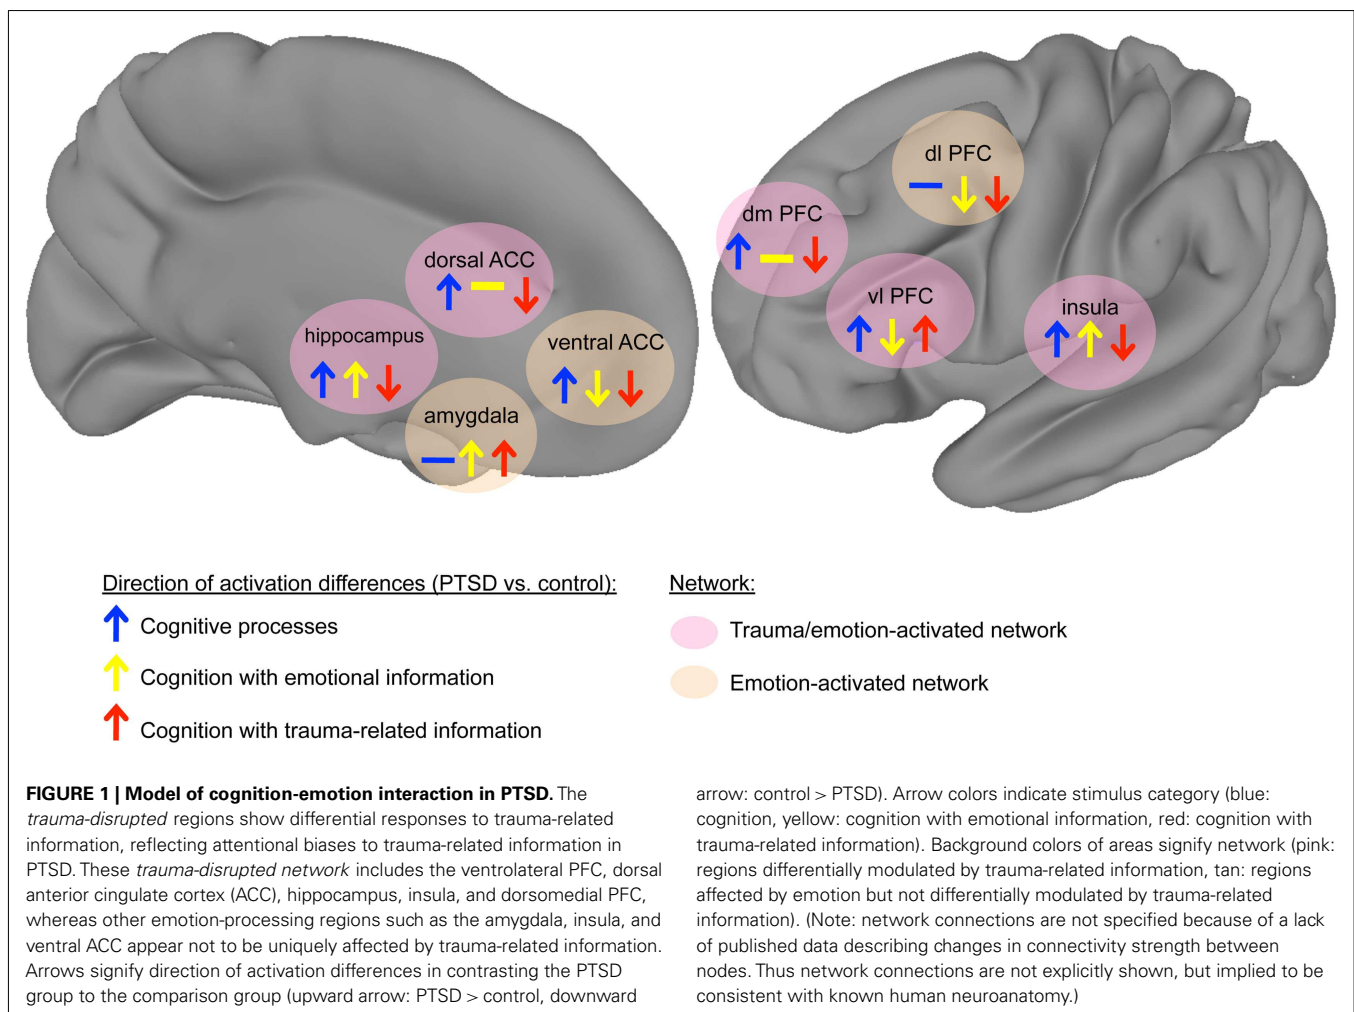 dl PFC
dm PFC
dorsal ACC
vl PFC
insula
hippocampus
ventral ACC
amygdala
Direction of activation differences (PTSD vs. control):
Cognitive processes
Cognition with emotional information
Cognition with trauma-related information
Network:
Trauma/emotion-activated network
Emotion-activated network
FIGURE 1 | Model of cognition-emotion interaction in PTSD. The
trauma-disrupted regions show differential responses to trauma-related
information, reflecting attentional biases to trauma-related information in
PTSD. These trauma-disrupted network includes the ventrolateral PFC, dorsal
anterior cingulate cortex (ACC), hippocampus, insula, and dorsomedial PFC,
whereas other emotion-processing regions such as the amygdala, insula, and
ventral ACC appear not to be uniquely affected by trauma-related information.
Arrows signify direction of activation differences in contrasting the PTSD
group to the comparison group (upward arrow: PTSD > control, downward
arrow: control > PTSD). Arrow colors indicate stimulus category (blue:
cognition, yellow: cognition with emotional information, red: cognition with
trauma-related information). Background colors of areas signify network (pink:
regions differentially modulated by trauma-related information, tan: regions
affected by emotion but not differentially modulated by trauma-related
information). (Note: network connections are not specified because of a lack
of published data describing changes in connectivity strength between
nodes. Thus network connections are not explicitly shown, but implied to be
consistent with known human neuroanatomy.)